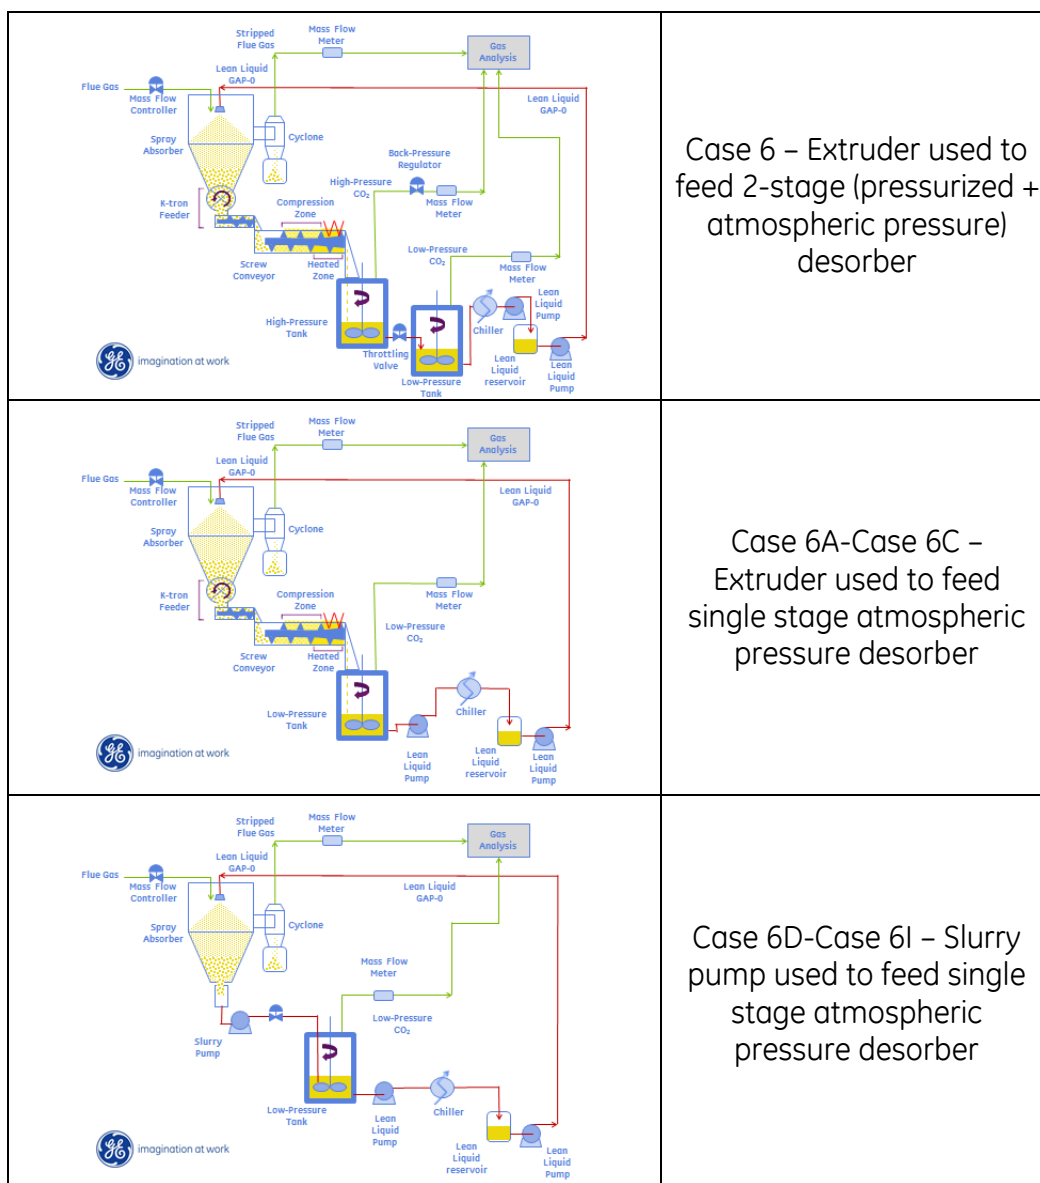 Stripped
Flue Gas
Mass Flow
Meter
Gas
Analysis
Lean Liquid
GAP-0
Flue Gas
Mass Flow
Controller
Lean Liquid
GAP-0
Spray
Absorber
Cyclone
Back-Pressure
Regulator
High-Pressure
CO₂
Mass Flow
Meter
K-tron
Feeder
Compression
Zone
Screw
Conveyor
Heated
Zone
Low-Pressure
CO₂
Mass Flow
Meter
High-Pressure
Tank
Throttling
Valve
Low-Pressure
Tank
Chiller
Lean
Liquid
Pump
Lean
Liquid
reservoir
Lean
Liquid
Pump
GE imagination at work
Case 6 – Extruder used to
feed 2-stage (pressurized +
atmospheric pressure)
desorber
Stripped
Flue Gas
Mass Flow
Meter
Gas
Analysis
Lean Liquid
GAP-0
Flue Gas
Mass Flow
Controller
Lean Liquid
GAP-0
Spray
Absorber
Cyclone
K-tron
Feeder
Compression
Zone
Mass Flow
Meter
Low-Pressure
CO₂
Screw
Conveyor
Heated
Zone
Low-Pressure
Tank
Chiller
Lean
Liquid
Pump
Lean
Liquid
reservoir
Lean
Liquid
Pump
GE imagination at work
Case 6A-Case 6C –
Extruder used to feed
single stage atmospheric
pressure desorber
Stripped
Flue Gas
Mass Flow
Meter
Gas
Analysis
Lean Liquid
GAP-0
Flue Gas
Mass Flow
Controller
Lean Liquid
GAP-0
Spray
Absorber
Cyclone
Mass Flow
Meter
Low-Pressure
CO₂
Slurry
Pump
Low-Pressure
Tank
Lean
Liquid
Pump
Chiller
Lean
Liquid
reservoir
Lean
Liquid
Pump
GE imagination at work
Case 6D-Case 6I – Slurry
pump used to feed single
stage atmospheric
pressure desorber